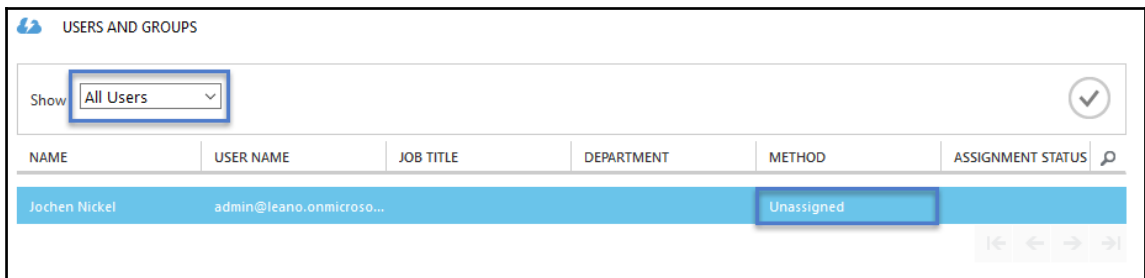 USERS AND GROUPS
Show All Users
NAME USER NAME JOB TITLE DEPARTMENT METHOD ASSIGNMENT STATUS
Jochen Nickel admin@leano.onmicroso... Unassigned